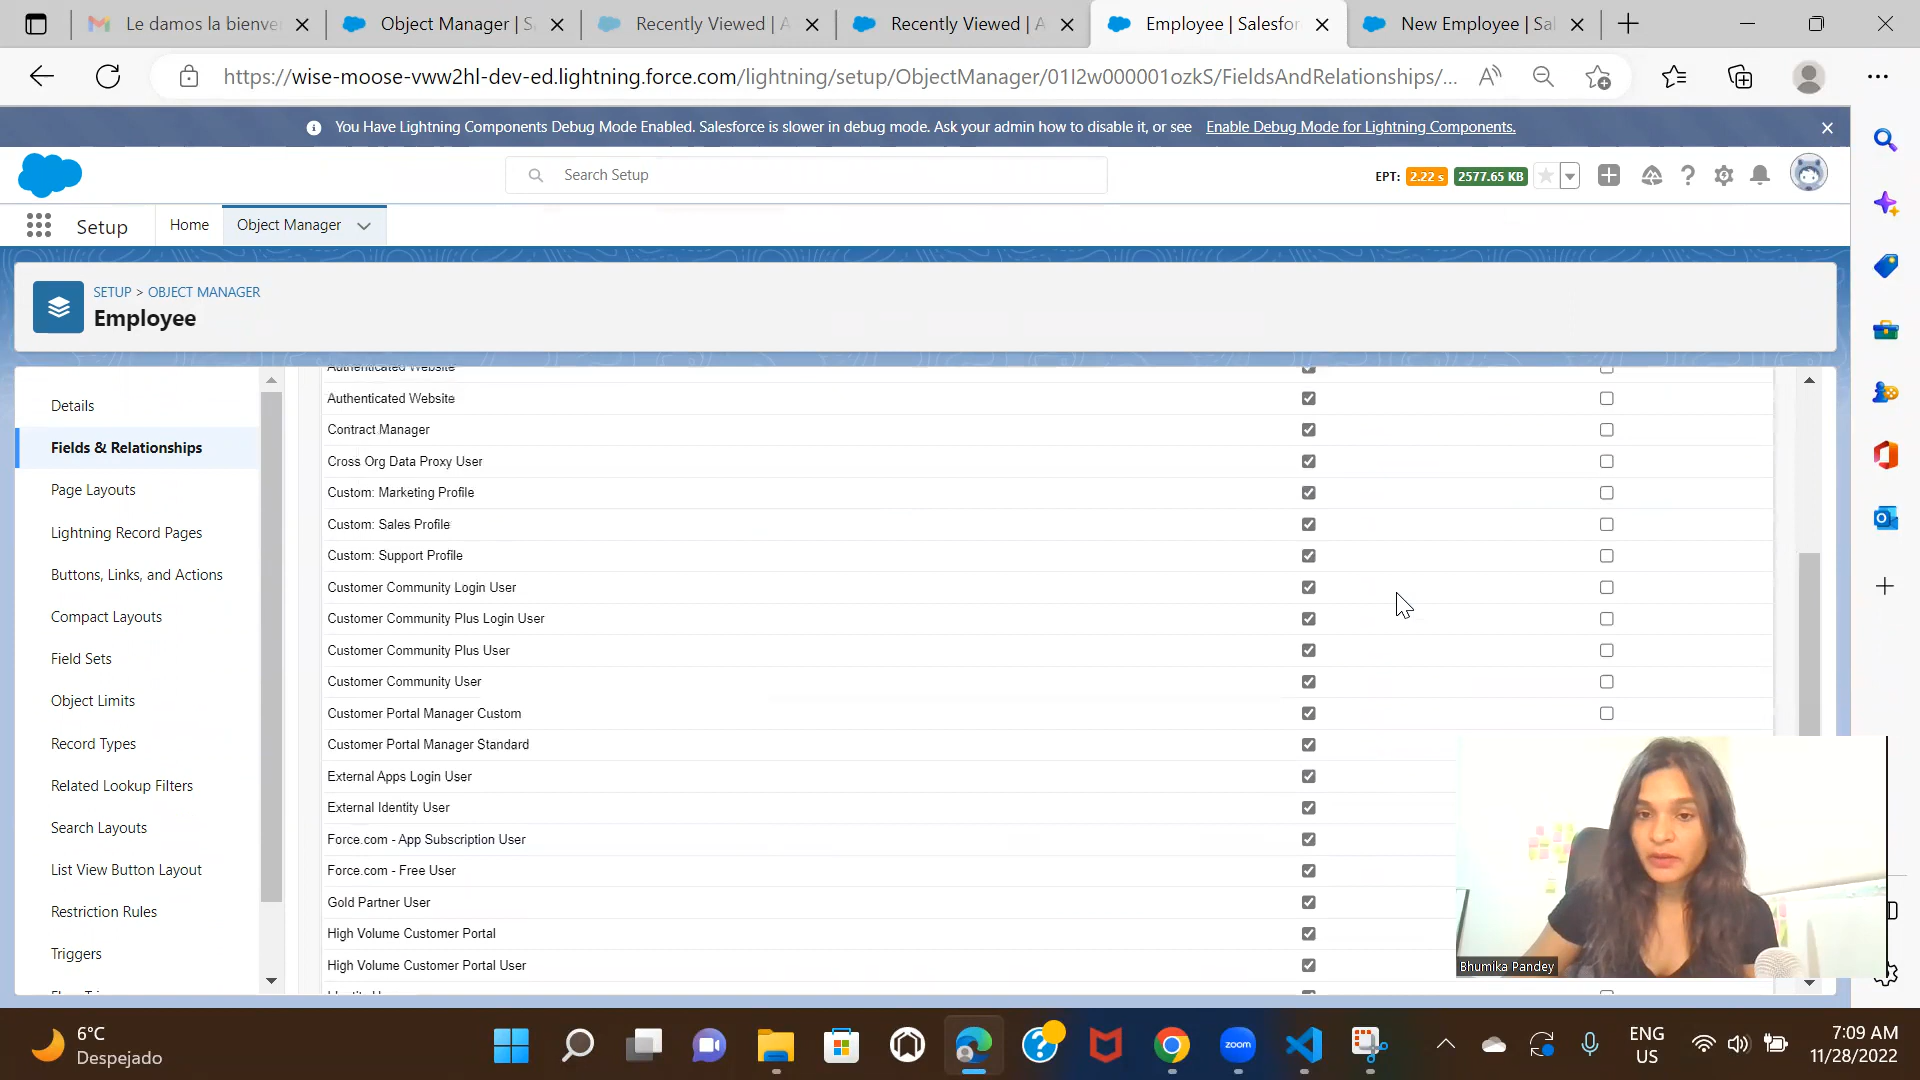 Le damos la bienve
Object Manager | S
Recently Viewed | A
Recently Viewed | A
Employee | Salesfor
New Employee | Sal
https://wise-moose-vww2hl-dev-ed.lightning.force.com/lightning/setup/ObjectManager/01I2w000001ozkS/FieldsAndRelationships/...
You Have Lightning Components Debug Mode Enabled. Salesforce is slower in debug mode. Ask your admin how to disable it, or see Enable Debug Mode for Lightning Components.
Search Setup
EPT: 2.22 s 2577.65 KB
Setup
Home
Object Manager
SETUP > OBJECT MANAGER
Employee
Details
Fields & Relationships
Page Layouts
Lightning Record Pages
Buttons, Links, and Actions
Compact Layouts
Field Sets
Object Limits
Record Types
Related Lookup Filters
Search Layouts
List View Button Layout
Restriction Rules
Triggers
Authenticated Website
Authenticated Website
Contract Manager
Cross Org Data Proxy User
Custom: Marketing Profile
Custom: Sales Profile
Custom: Support Profile
Customer Community Login User
Customer Community Plus Login User
Customer Community Plus User
Customer Community User
Customer Portal Manager Custom
Customer Portal Manager Standard
External Apps Login User
External Identity User
Force.com - App Subscription User
Force.com - Free User
Gold Partner User
High Volume Customer Portal
High Volume Customer Portal User
Bhumika Pandey
6°C
Despejado
zoom
ENG
US
7:09 AM
11/28/2022